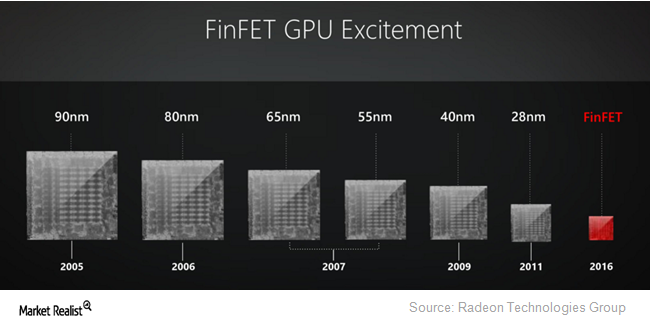 FinFET GPU Excitement
90nm 80nm 65nm 55nm 40nm 28nm FinFET
2005 2006 2007 2009 2011 2016
Market Realist
Source: Radeon Technologies Group